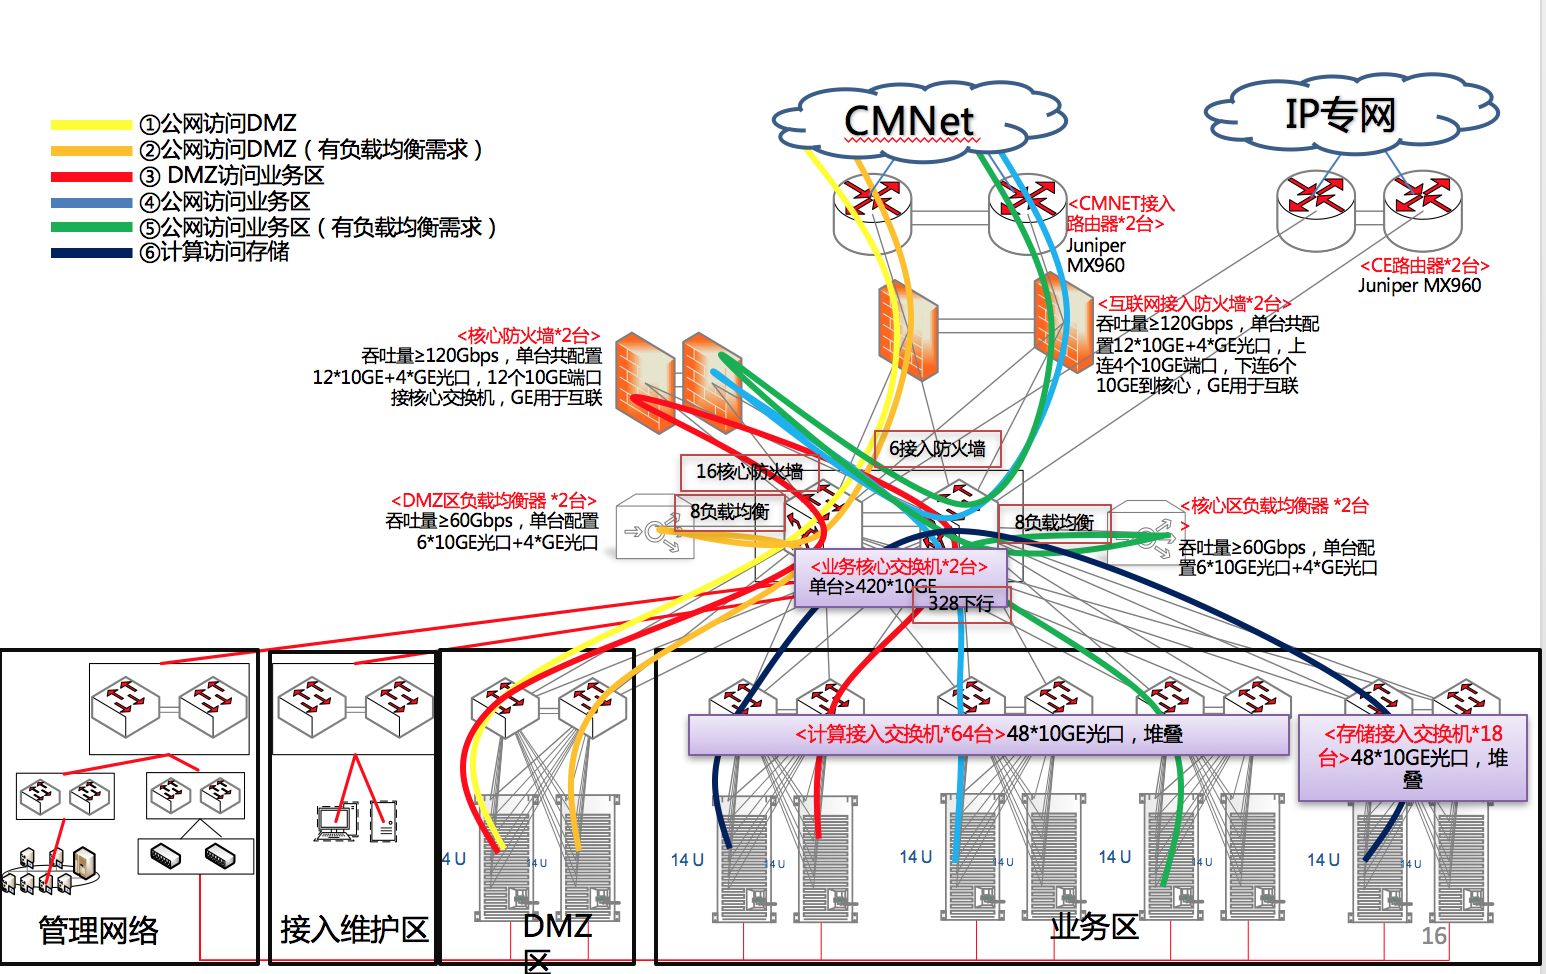 CMNet
IP专网
①公网访问DMZ
②公网访问DMZ（有负载均衡需求）
③ DMZ访问业务区
④公网访问业务区
⑤公网访问业务区（有负载均衡需求）
⑥计算访问存储
<CMNET接入
路由器*2台>
Juniper
MX960
<CE路由器*2台>
Juniper MX960
<互联网接入防火墙*2台>
吞吐量≥120Gbps，单台共配
置12*10GE+4*GE光口，上
连4个10GE端口，下连6个
10GE到核心，GE用于互联
<核心防火墙*2台>
吞吐量≥120Gbps，单台共配置
12*10GE+4*GE光口，12个10GE端口
接核心交换机，GE用于互联
6接入防火墙
16核心防火墙
<DMZ区负载均衡器 *2台>
吞吐量≥60Gbps，单台配置
6*10GE光口+4*GE光口
8负载均衡
8负载均衡
<核心区负载均衡器 *2台
>
吞吐量≥60Gbps，单台配
置6*10GE光口+4*GE光口
<业务核心交换机*2台>
单台≥420*10GE
328下行
<计算接入交换机*64台>48*10GE光口，堆叠
<存储接入交换机*18
台>48*10GE光口，堆
叠
4 U
14 U
14 U
14 U
14 U
14 U
14 U
14 U
14 U
14 U
管理网络
接入维护区
DMZ
区
业务区
16